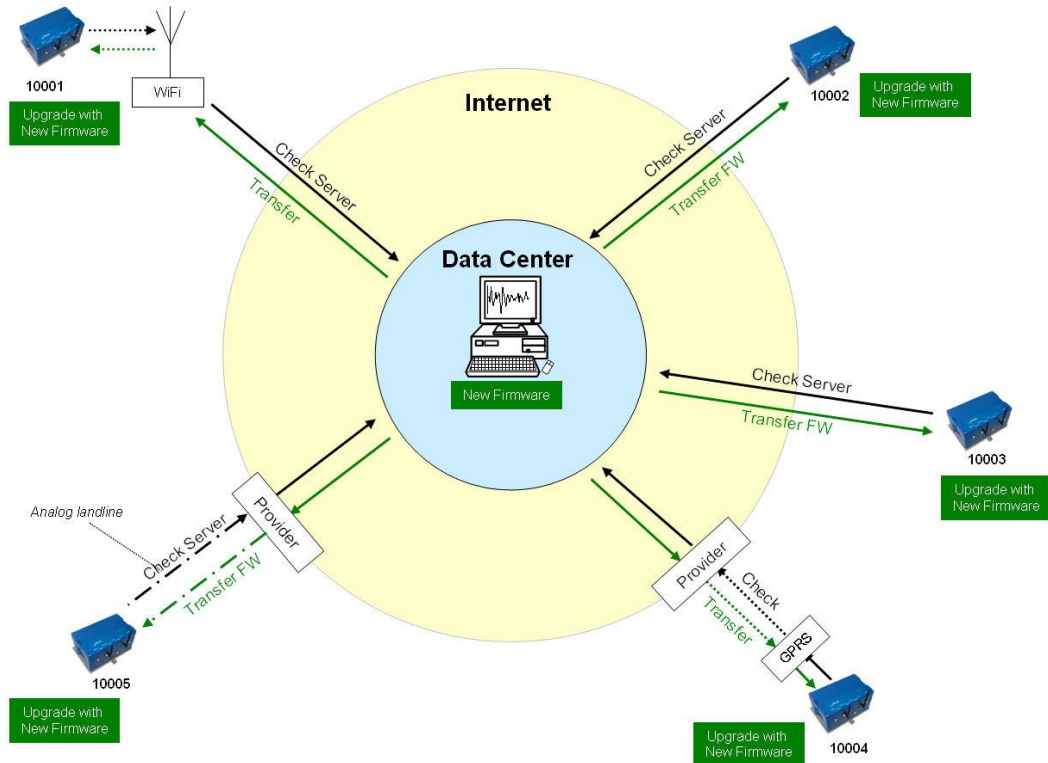 10001
Upgrade with
New Firmware
WiFi
Internet
10002
Upgrade with
New Firmware
Check Server
Transfer
Check Server
Transfer FW
Data Center
New Firmware
Check Server
Transfer FW
10003
Upgrade with
New Firmware
Analog landline
Check Server
Transfer FW
Provider
10005
Upgrade with
New Firmware
Provider
Check
Transfer
GPRS
10004
Upgrade with
New Firmware